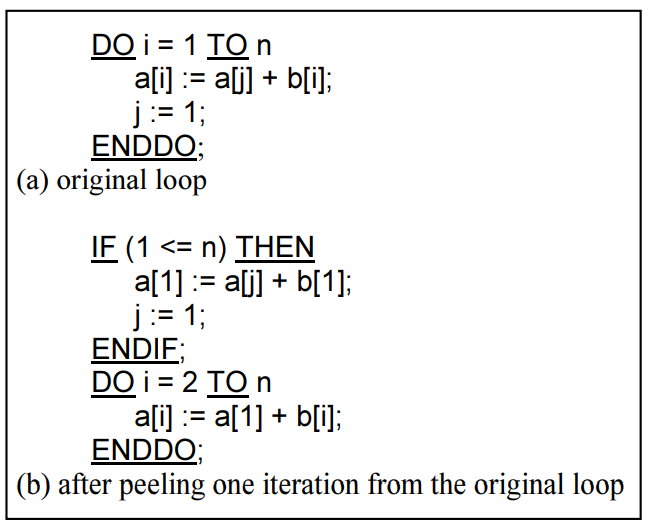 DO i = 1 TO n
a[i] := a[j] + b[i];
j := 1;
ENDDO;
(a) original loop
IF (1 <= n) THEN
a[1] := a[j] + b[1];
j := 1;
ENDIF;
DO i = 2 TO n
a[i] := a[1] + b[i];
ENDDO;
(b) after peeling one iteration from the original loop